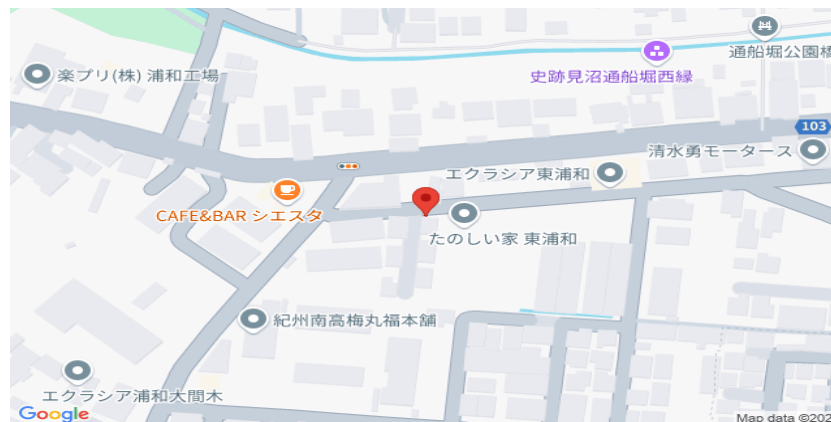 通船堀公園橋
楽プリ(株) 浦和工場
史跡見沼通船堀西縁
103
清水勇モータース
エクラシア東浦和
CAFE&BAR シエスタ
たのしい家 東浦和
紀州南高梅丸福本舗
エクラシア浦和大間木
Google
Map data ©202